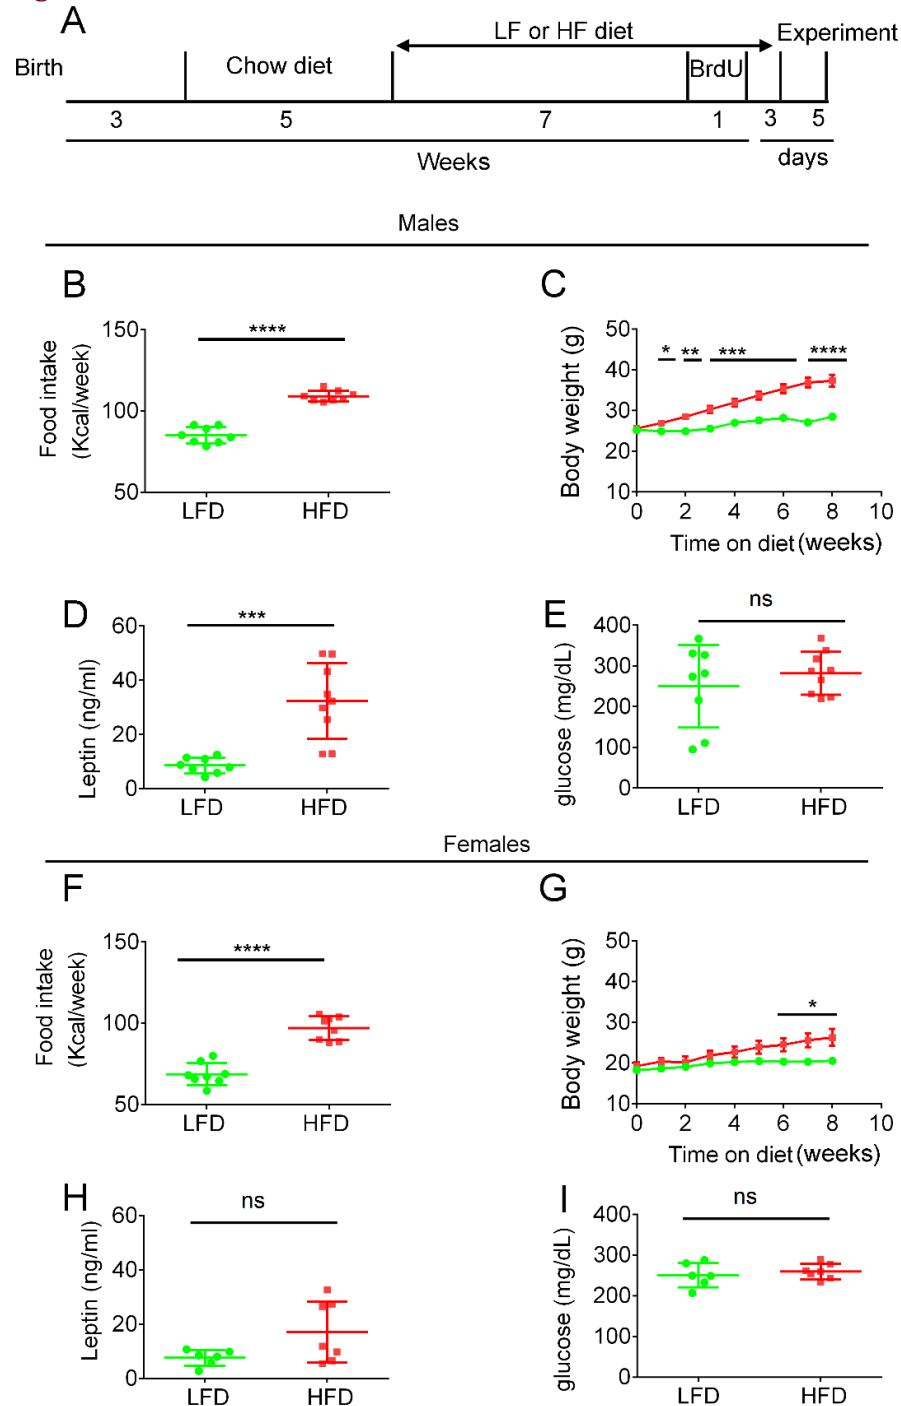 A
LF or HF diet
Experiment
Birth
Chow diet
BrdU
3 5 7 1 3 5
Weeks
days
Males
B
Food intake
(Kcal/week)
150
100
50
****
LFD HFD
C
Body weight (g)
50
40
30
20
10
* ** *** ****
0 2 4 6 8 10
Time on diet (weeks)
D
Leptin (ng/ml)
60
40
20
0
***
LFD HFD
E
glucose (mg/dL)
400
300
200
100
0
ns
LFD HFD
Females
F
Food intake
(Kcal/week)
150
100
50
****
LFD HFD
G
Body weight (g)
50
40
30
20
10
*
0 2 4 6 8 10
Time on diet (weeks)
H
Leptin (ng/ml)
60
40
20
0
ns
LFD HFD
I
glucose (mg/dL)
400
300
200
100
0
ns
LFD HFD